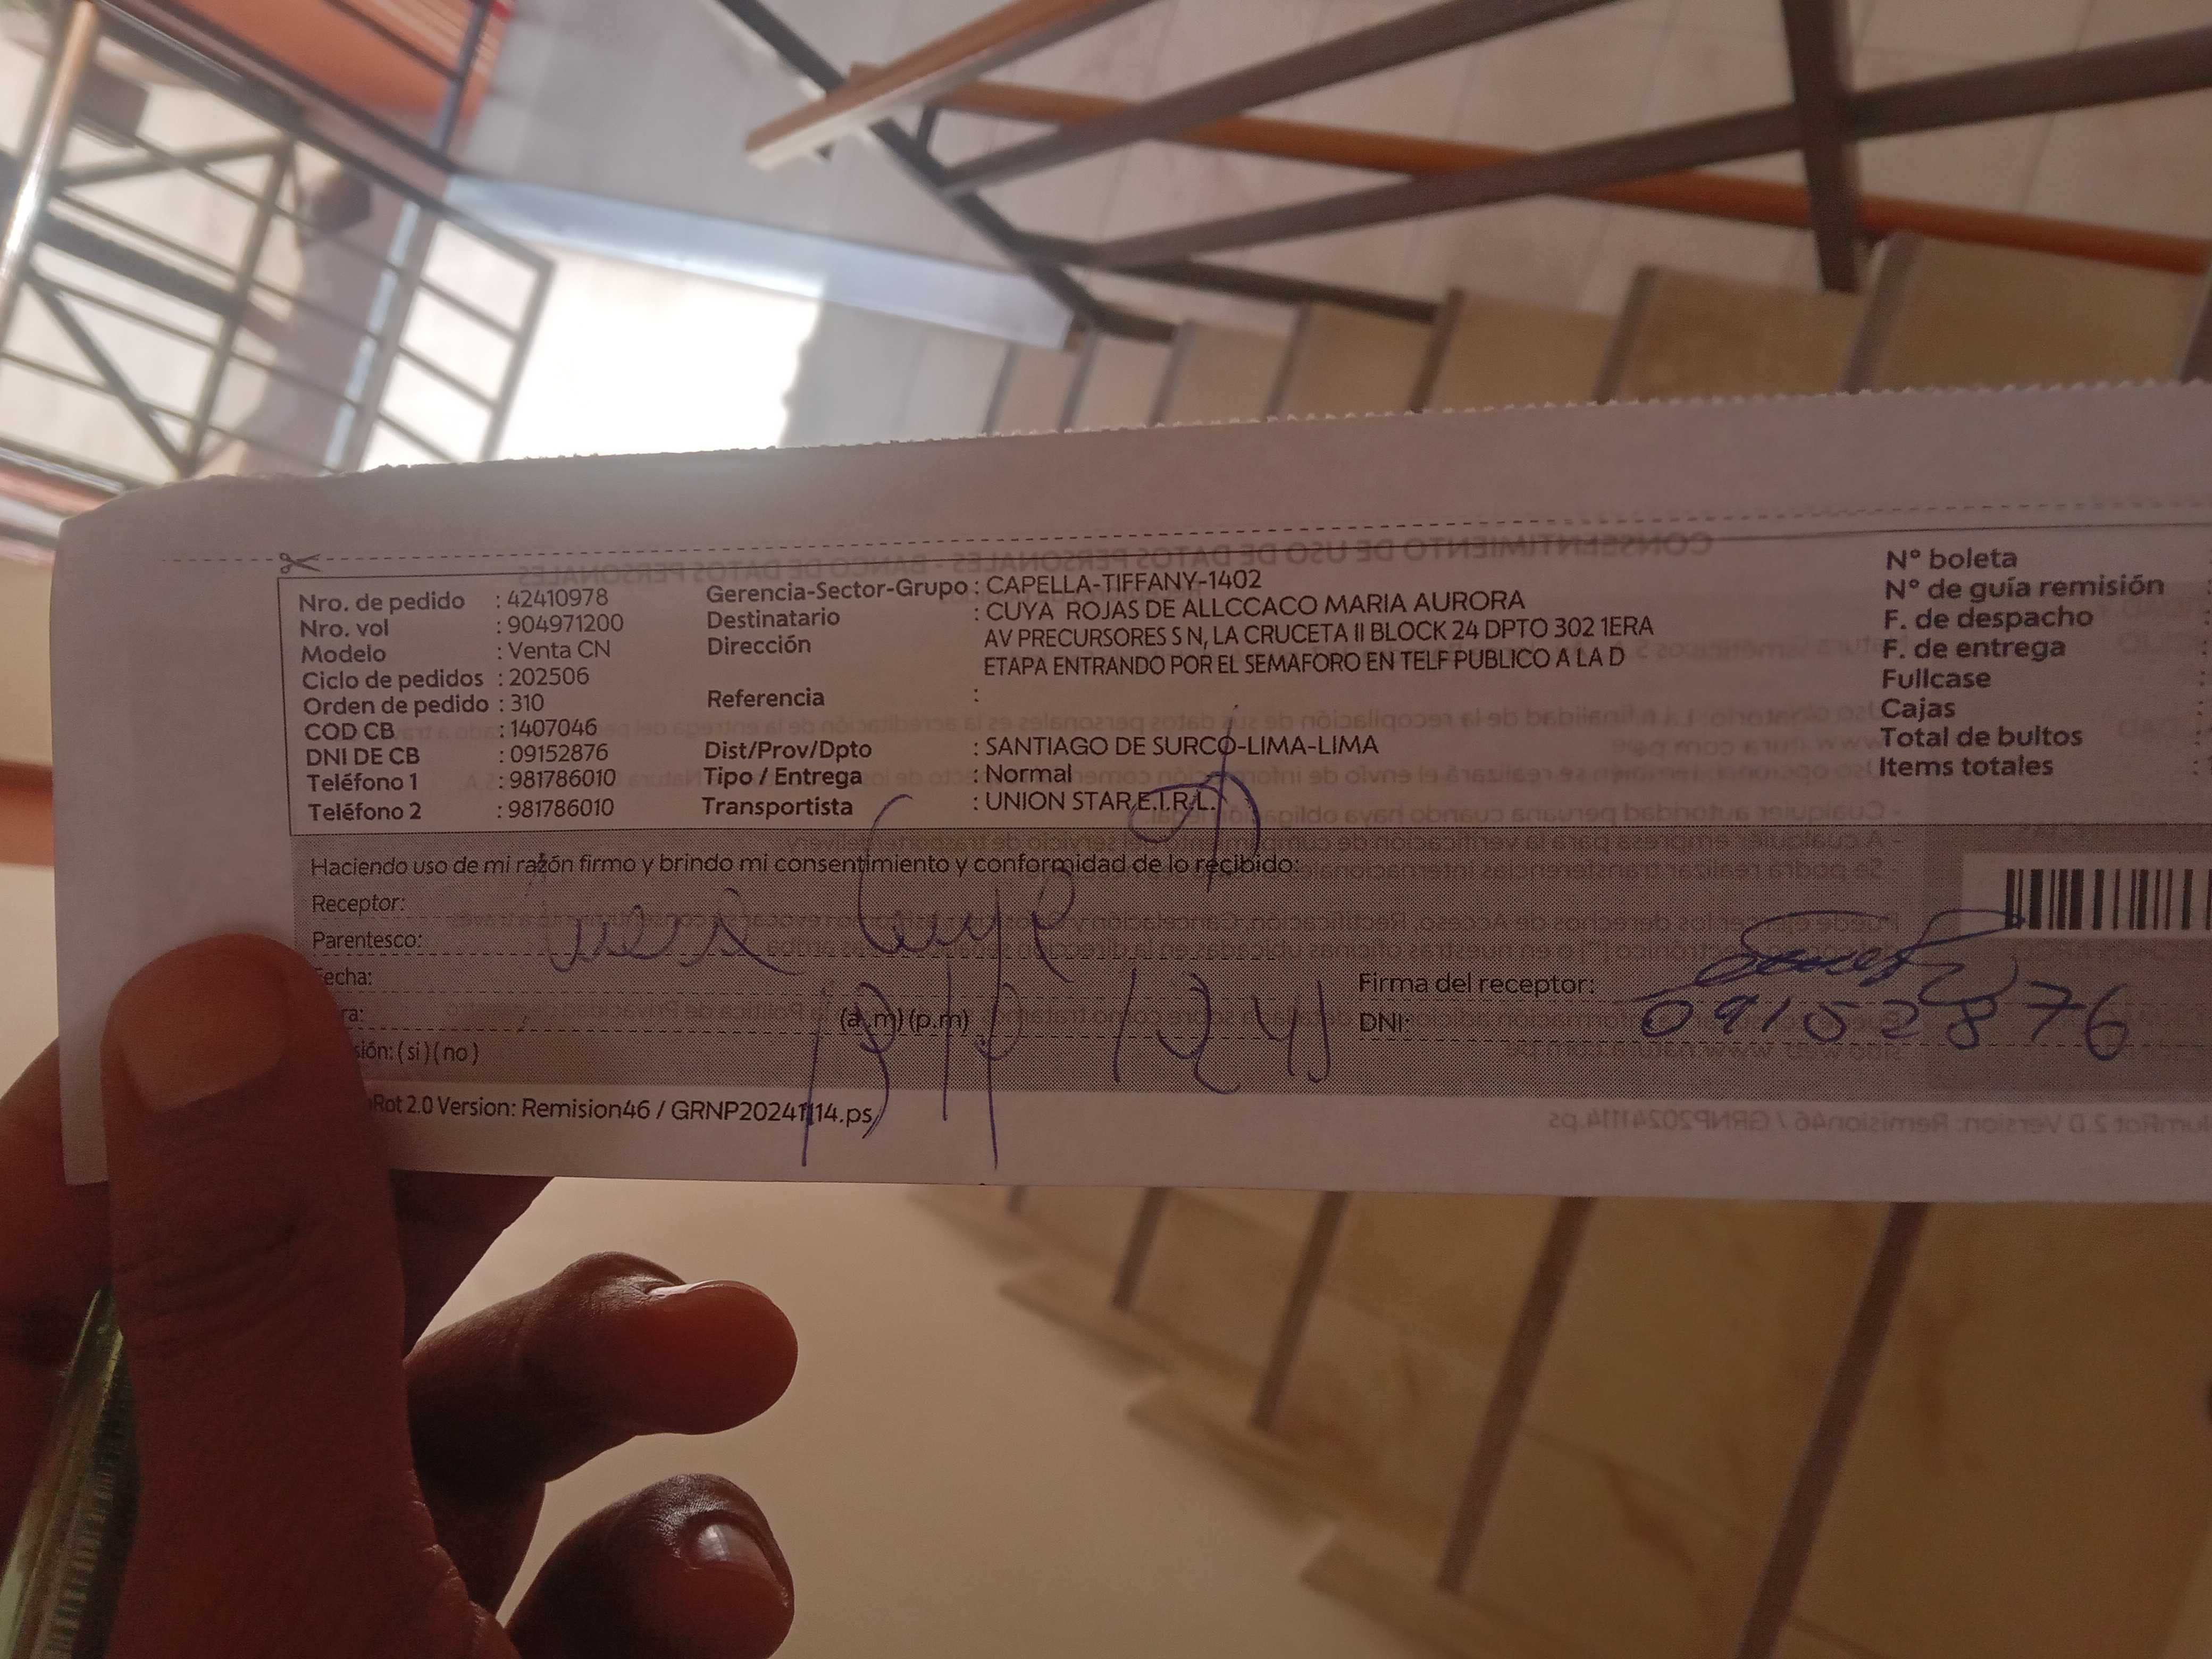 Nro. de pedido : 42410978
Nro. vol : 904971200
Modelo : Venta CN
Ciclo de pedidos : 202506
Orden de pedido : 310
COD CB : 1407046
DNI DE CB : 09152876
Teléfono 1 : 981786010
Teléfono 2 : 981786010
Gerencia-Sector-Grupo : CAPELLA-TIFFANY-1402
Destinatario : CUYA ROJAS DE ALLCCACO MARIA AURORA
Dirección AV PRECURSORES S N, LA CRUCETA II BLOCK 24 DPTO 302 1ERA
ETAPA ENTRANDO POR EL SEMAFORO EN TELF PUBLICO A LA D
Referencia :
Dist/Prov/Dpto : SANTIAGO DE SURCO-LIMA-LIMA
Tipo / Entrega : Normal
Transportista : UNION STAR E.I.R.L.
N° boleta
N° de guía remisión
F. de despacho :
F. de entrega :
Fullcase :
Cajas :
Total de bultos :
Items totales :
Haciendo uso de mi razón firmo y brindo mi consentimiento y conformidad de lo recibido:
Receptor:
Parentesco:
Fecha:
(a.m) (p.m)
(si) (no)
Firma del receptor:
DNI: 09152876
Rot 2.0 Version: Remision46 / GRNP20241114.ps